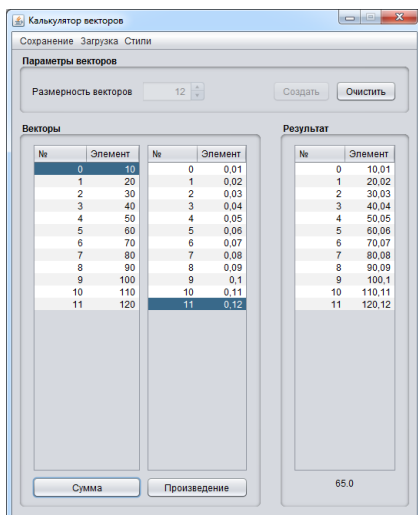 Калькулятор векторов
Сохранение Загрузка Стили
Параметры векторов
Размерность векторов 12 Создать Очистить
Векторы Результат
№ Элемент № Элемент № Элемент
0 10 0 0,01 0 10,01
1 20 1 0,02 1 20,02
2 30 2 0,03 2 30,03
3 40 3 0,04 3 40,04
4 50 4 0,05 4 50,05
5 60 5 0,06 5 60,06
6 70 6 0,07 6 70,07
7 80 7 0,08 7 80,08
8 90 8 0,09 8 90,09
9 100 9 0,1 9 100,1
10 110 10 0,11 10 110,11
11 120 11 0,12 11 120,12
Сумма Произведение 65.0